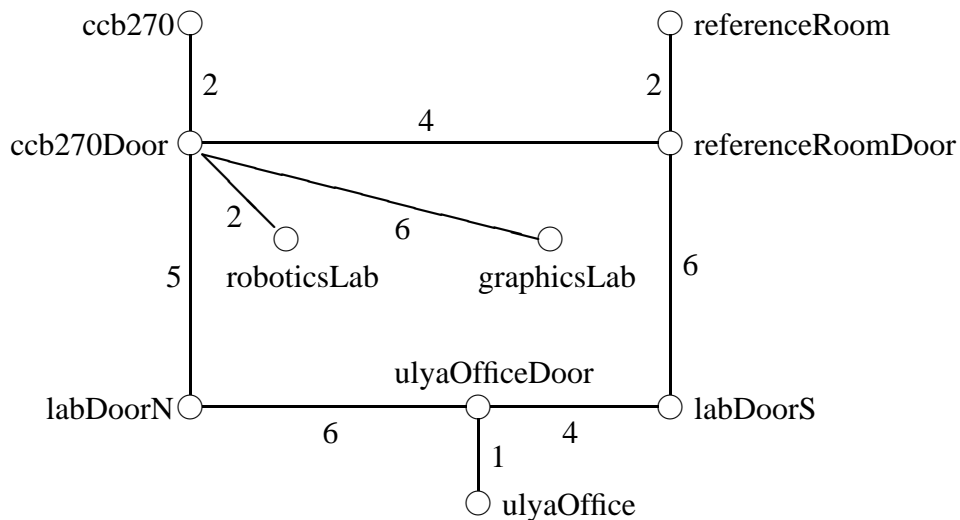 ccb270
referenceRoom
2
2
4
ccb270Door
referenceRoomDoor
2
6
5
roboticsLab
graphicsLab
6
ulyaOfficeDoor
labDoorN
labDoorS
6
4
1
ulyaOffice